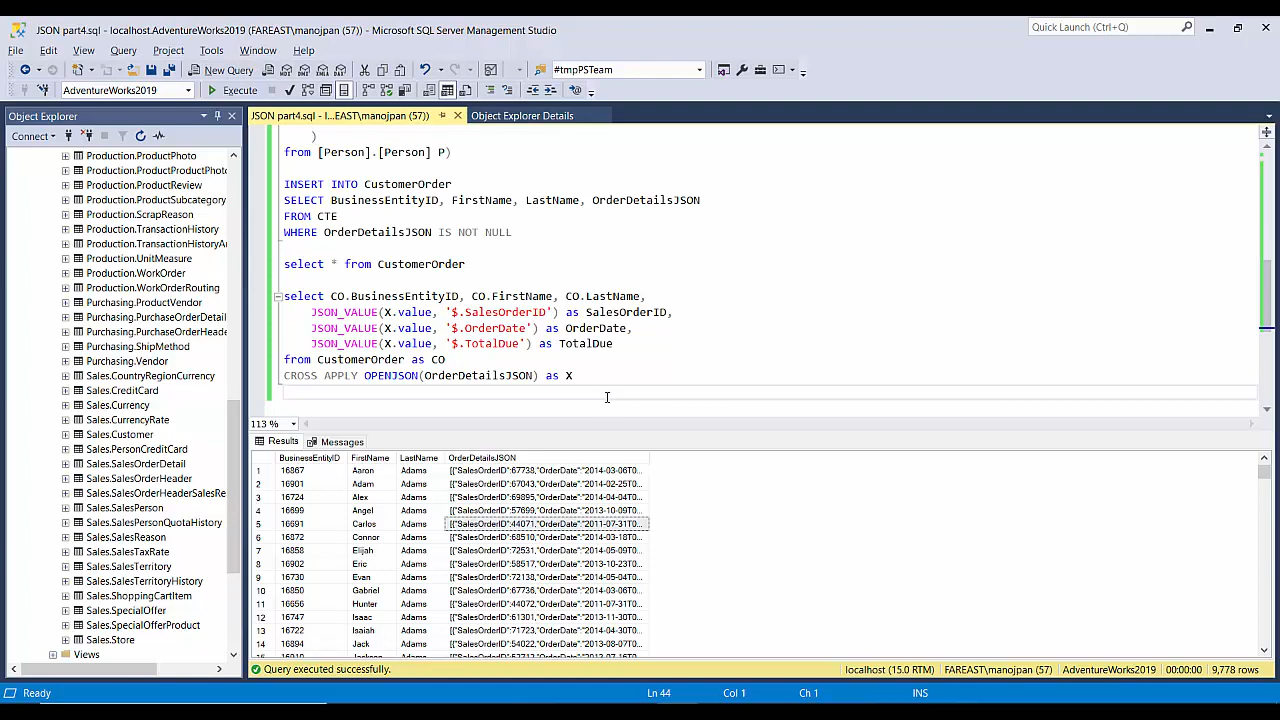 JSON part4.sql - localhost.AdventureWorks2019 (FAREAST\manojpan (57)) - Microsoft SQL Server Management Studio
Quick Launch (Ctrl+Q)
File Edit View Query Project Tools Window Help
New Query
#tmpPSTeam
AdventureWorks2019
Execute
Object Explorer
JSON part4.sql - l...EAST\manojpan (57))
Object Explorer Details
Connect
Production.ProductPhoto
Production.ProductProductPhoto
Production.ProductReview
Production.ProductSubcategory
Production.ScrapReason
Production.TransactionHistory
Production.TransactionHistoryAr
Production.UnitMeasure
Production.WorkOrder
Production.WorkOrderRouting
Purchasing.ProductVendor
Purchasing.PurchaseOrderDetail
Purchasing.PurchaseOrderHeade
Purchasing.ShipMethod
Purchasing.Vendor
Sales.CountryRegionCurrency
Sales.CreditCard
Sales.Currency
Sales.CurrencyRate
Sales.Customer
Sales.PersonCreditCard
Sales.SalesOrderDetail
Sales.SalesOrderHeader
Sales.SalesOrderHeaderSalesRe
Sales.SalesPerson
Sales.SalesPersonQuotaHistory
Sales.SalesReason
Sales.SalesTaxRate
Sales.SalesTerritory
Sales.SalesTerritoryHistory
Sales.ShoppingCartItem
Sales.SpecialOffer
Sales.SpecialOfferProduct
Sales.Store
Views
)
from [Person].[Person] P)
INSERT INTO CustomerOrder
SELECT BusinessEntityID, FirstName, LastName, OrderDetailsJSON
FROM CTE
WHERE OrderDetailsJSON IS NOT NULL
select * from CustomerOrder
select CO.BusinessEntityID, CO.FirstName, CO.LastName,
JSON_VALUE(X.value, '$.SalesOrderID') as SalesOrderID,
JSON_VALUE(X.value, '$.OrderDate') as OrderDate,
JSON_VALUE(X.value, '$.TotalDue') as TotalDue
from CustomerOrder as CO
CROSS APPLY OPENJSON(OrderDetailsJSON) as X
113 %
Results Messages
BusinessEntityID FirstName LastName OrderDetailsJSON
1 16867 Aaron Adams [{"SalesOrderID":67738,"OrderDate":"2014-03-06T0...
2 16901 Adam Adams [{"SalesOrderID":67043,"OrderDate":"2014-02-25T0...
3 16724 Alex Adams [{"SalesOrderID":69895,"OrderDate":"2014-04-04T0...
4 16699 Angel Adams [{"SalesOrderID":57699,"OrderDate":"2013-10-09T0...
5 16691 Carlos Adams [{"SalesOrderID":44071,"OrderDate":"2011-07-31T0...
6 16872 Connor Adams [{"SalesOrderID":68510,"OrderDate":"2014-03-18T0...
7 16858 Elijah Adams [{"SalesOrderID":72531,"OrderDate":"2014-05-09T0...
8 16902 Eric Adams [{"SalesOrderID":58517,"OrderDate":"2013-10-23T0...
9 16730 Evan Adams [{"SalesOrderID":72138,"OrderDate":"2014-05-04T0...
10 16850 Gabriel Adams [{"SalesOrderID":67736,"OrderDate":"2014-03-06T0...
11 16656 Hunter Adams [{"SalesOrderID":44072,"OrderDate":"2011-07-31T0...
12 16747 Isaac Adams [{"SalesOrderID":61301,"OrderDate":"2013-11-30T0...
13 16722 Isaiah Adams [{"SalesOrderID":71723,"OrderDate":"2014-04-30T0...
14 16894 Jack Adams [{"SalesOrderID":54022,"OrderDate":"2013-08-07T0...
Query executed successfully.
localhost (15.0 RTM) FAREAST\manojpan (57) AdventureWorks2019 00:00:00 9,778 rows
Ready Ln 44 Col 1 Ch 1 INS